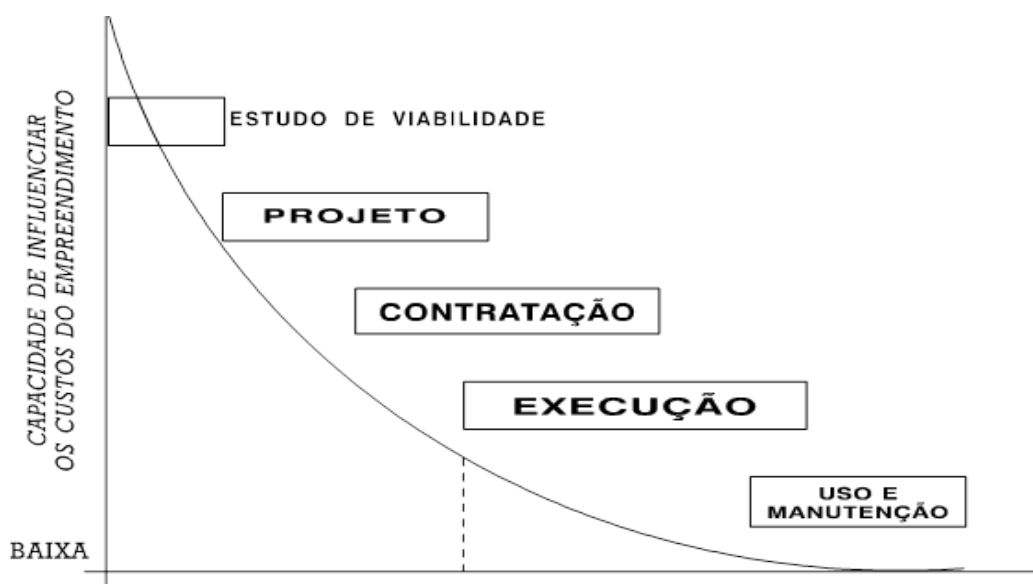 CAPACIDADE DE INFLUENCIAR
OS CUSTOS DO EMPREENDIMENTO
ESTUDO DE VIABILIDADE
PROJETO
CONTRATAÇÃO
EXECUÇÃO
USO E
MANUTENÇÃO
BAIXA